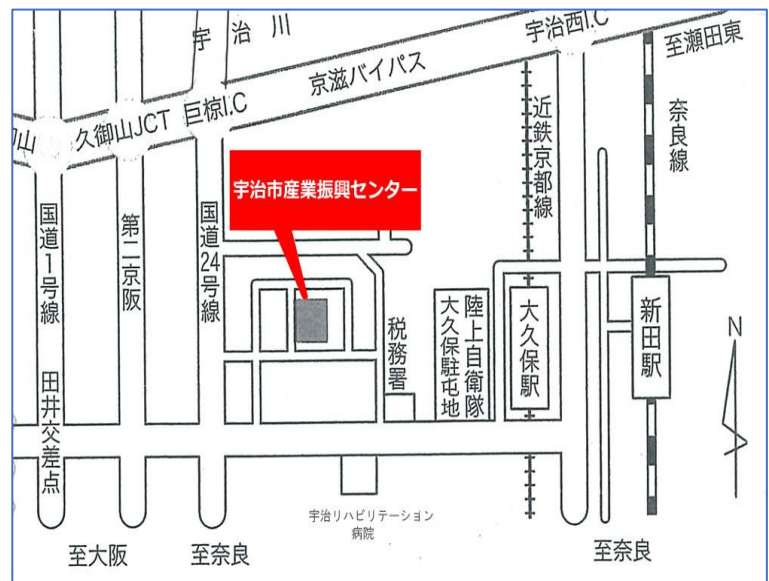 宇治川
宇治西I.C
至瀬田東
京滋バイパス
久御山JCT
巨椋I.C
山
近鉄京都線
奈良線
宇治市産業振興センター
国道1号線
第二京阪
国道24号線
税務署
陸上自衛隊
大久保駐屯地
大久保駅
新田駅
N
田井交差点
宇治リハビリテーション
病院
至大阪
至奈良
至奈良